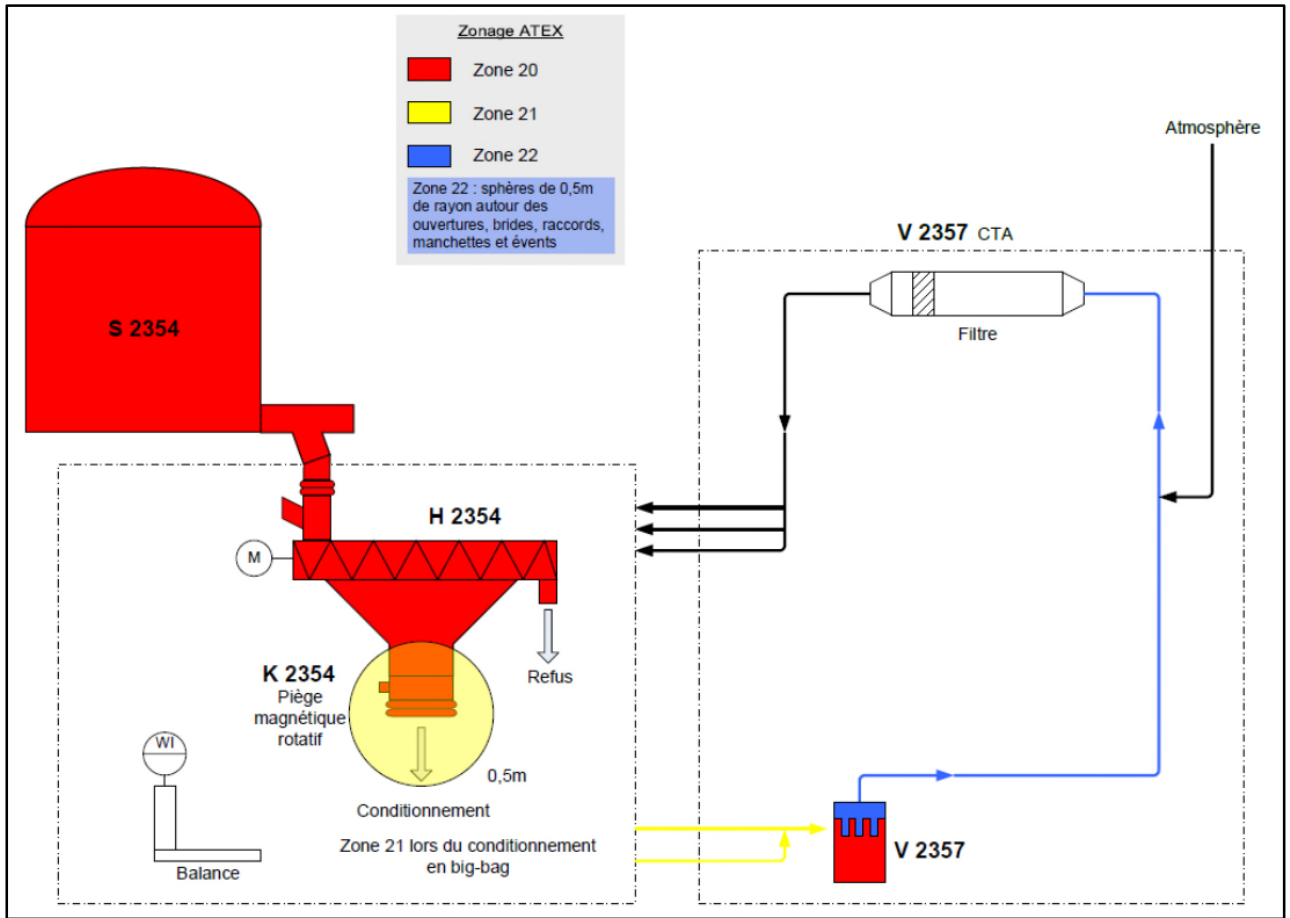 Zonage ATEX
Zone 20
Zone 21
Zone 22
Zone 22 : sphères de 0,5m
de rayon autour des
ouvertures, brides, raccords,
manchettes et évents
Atmosphère
V 2357 CTA
Filtre
S 2354
H 2354
M
Refus
K 2354
Piège
magnétique
rotatif
0,5m
WI
Conditionnement
Zone 21 lors du conditionnement
en big-bag
Balance
V 2357